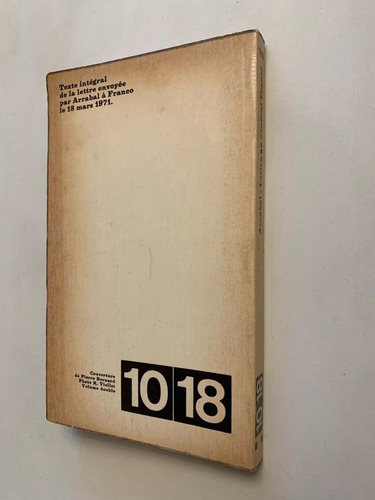 Texte intégral
de la lettre envoyée
par Arrabal à Franco
le 18 mars 1971.
Couverture
de Pierre Bernard
Photo R. Viollet
Volume double
10 18
Arrabal
10 18